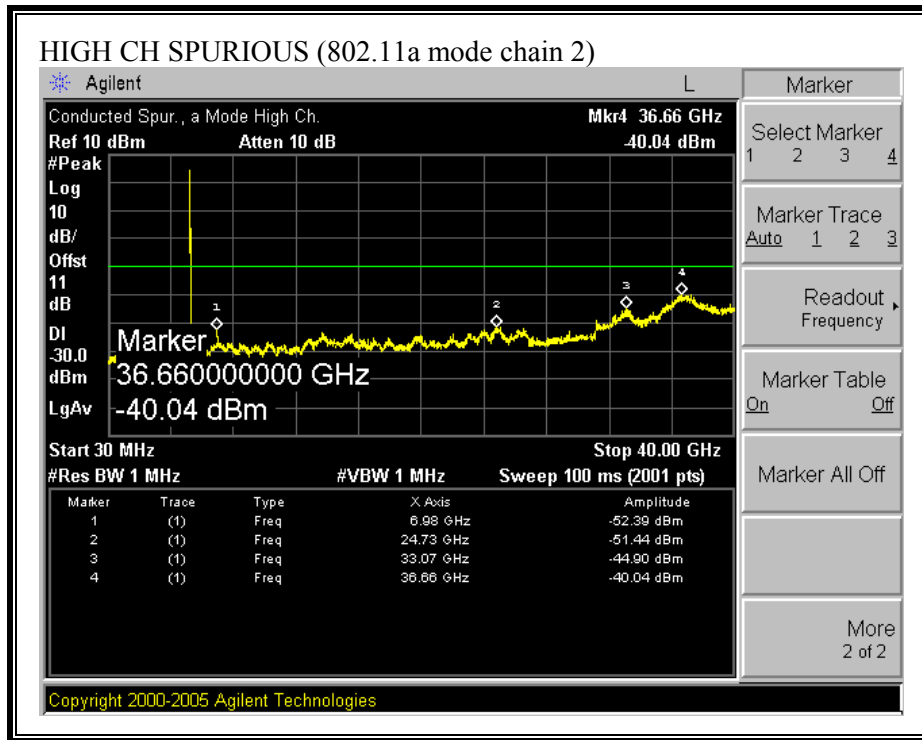 HIGH CH SPURIOUS (802.11a mode chain 2)
Agilent L Marker
Conducted Spur., a Mode High Ch. Mkr4 36.66 GHz
Ref 10 dBm Atten 10 dB -40.04 dBm
#Peak
Log
10
dB/
Offst
11
dB
DI
-30.0
dBm
LgAv
1
2
3
4
Marker
36.660000000 GHz
-40.04 dBm
Start 30 MHz Stop 40.00 GHz
#Res BW 1 MHz #VBW 1 MHz Sweep 100 ms (2001 pts)
Marker Trace Type X Axis Amplitude
1 (1) Freq 6.98 GHz -52.39 dBm
2 (1) Freq 24.73 GHz -51.44 dBm
3 (1) Freq 33.07 GHz -44.90 dBm
4 (1) Freq 36.66 GHz -40.04 dBm
Select Marker
1 2 3 4
Marker Trace
Auto 1 2 3
Readout
Frequency
Marker Table
On Off
Marker All Off
More
2 of 2
Copyright 2000-2005 Agilent Technologies